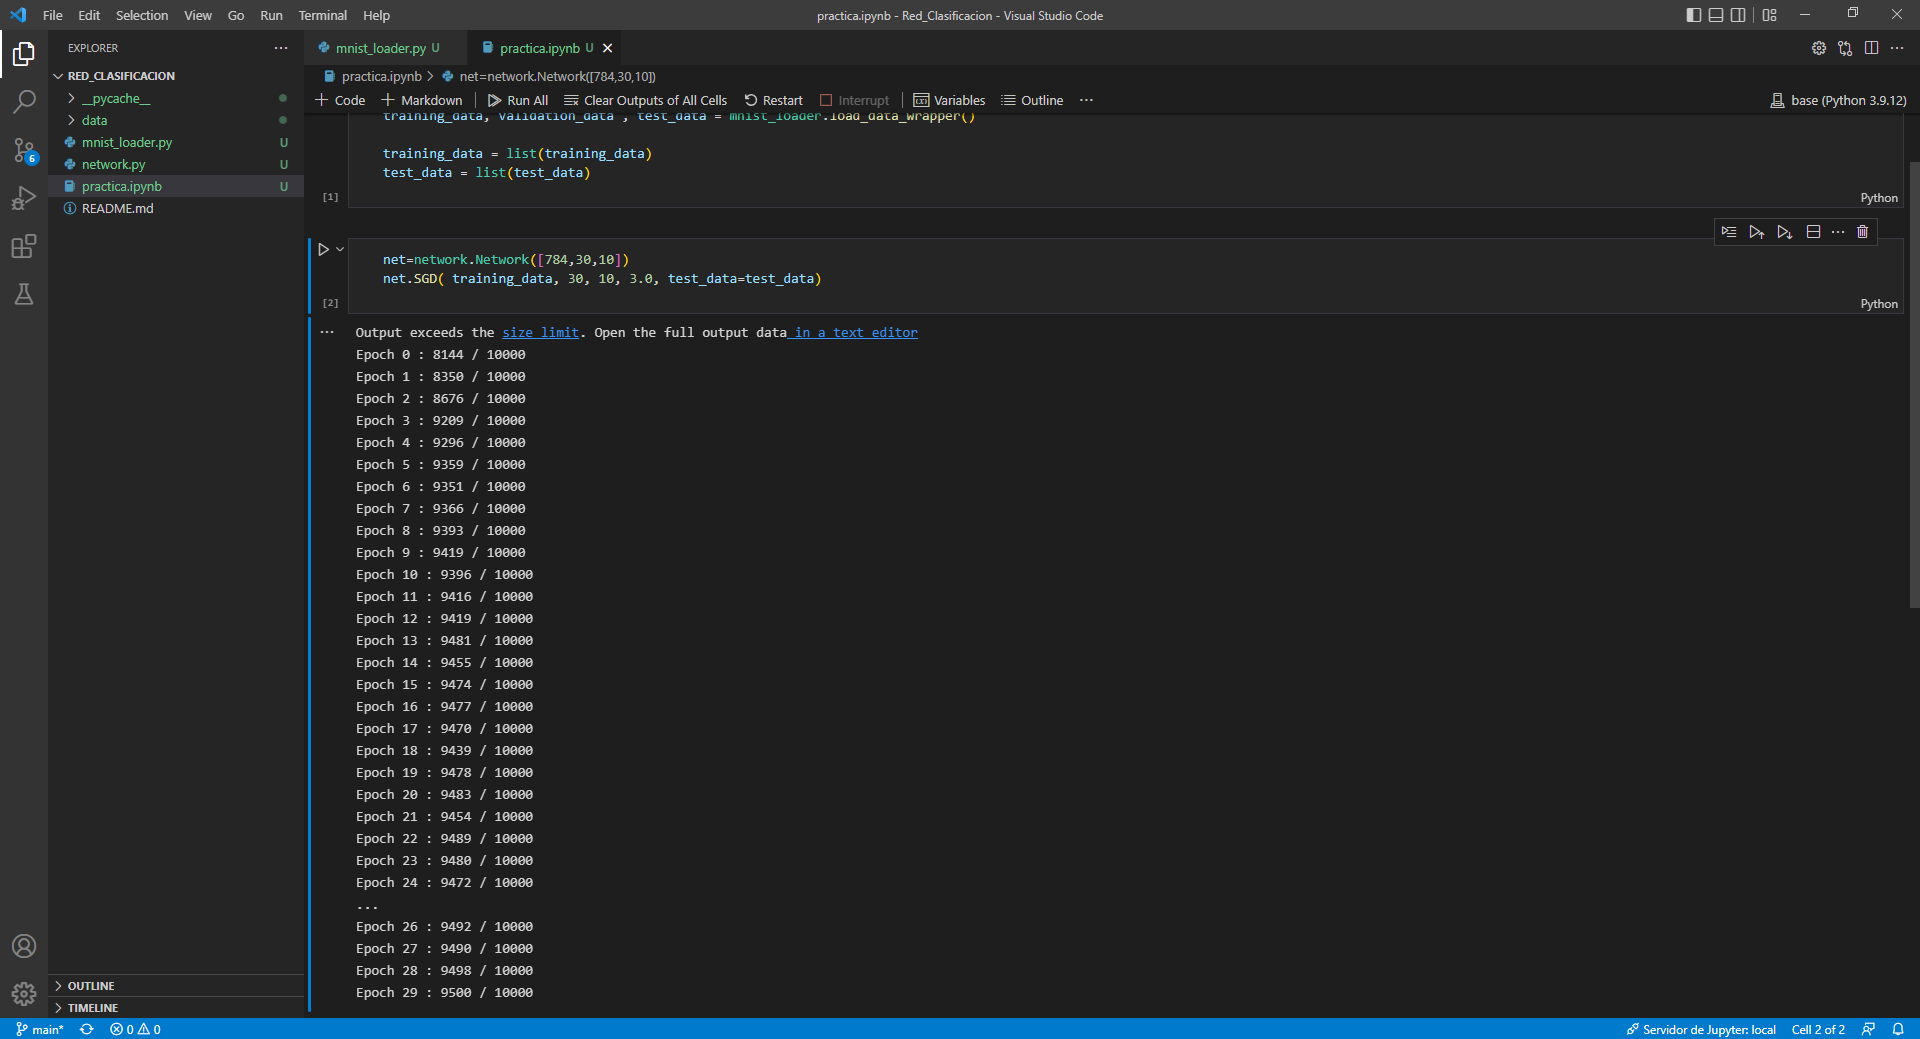 File Edit Selection View Go Run Terminal Help
practica.ipynb - Red_Clasificacion - Visual Studio Code
EXPLORER
RED_CLASIFICACION
__pycache__
data
mnist_loader.py U
network.py U
practica.ipynb U
README.md
OUTLINE
TIMELINE
6
mnist_loader.py U
practica.ipynb U
practica.ipynb > net=network.Network([784,30,10])
Code Markdown Run All Clear Outputs of All Cells Restart Interrupt Variables Outline ...
base (Python 3.9.12)
training_data, validation_data , test_data = mnist_loader.load_data_wrapper()
training_data = list(training_data)
test_data = list(test_data)
[1]
Python
net=network.Network([784,30,10])
net.SGD( training_data, 30, 10, 3.0, test_data=test_data)
[2]
Python
Output exceeds the size limit. Open the full output data in a text editor
Epoch 0 : 8144 / 10000
Epoch 1 : 8350 / 10000
Epoch 2 : 8676 / 10000
Epoch 3 : 9209 / 10000
Epoch 4 : 9296 / 10000
Epoch 5 : 9359 / 10000
Epoch 6 : 9351 / 10000
Epoch 7 : 9366 / 10000
Epoch 8 : 9393 / 10000
Epoch 9 : 9419 / 10000
Epoch 10 : 9396 / 10000
Epoch 11 : 9416 / 10000
Epoch 12 : 9419 / 10000
Epoch 13 : 9481 / 10000
Epoch 14 : 9455 / 10000
Epoch 15 : 9474 / 10000
Epoch 16 : 9477 / 10000
Epoch 17 : 9470 / 10000
Epoch 18 : 9439 / 10000
Epoch 19 : 9478 / 10000
Epoch 20 : 9483 / 10000
Epoch 21 : 9454 / 10000
Epoch 22 : 9489 / 10000
Epoch 23 : 9480 / 10000
Epoch 24 : 9472 / 10000
...
Epoch 26 : 9492 / 10000
Epoch 27 : 9490 / 10000
Epoch 28 : 9498 / 10000
Epoch 29 : 9500 / 10000
main* 0 0
Servidor de Jupyter: local Cell 2 of 2